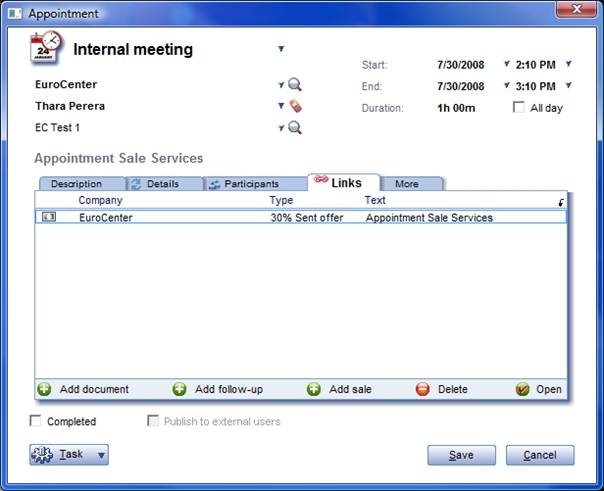 Appointment
24
JANUARY
Internal meeting
Start: 7/30/2008 2:10 PM
EuroCenter
End: 7/30/2008 3:10 PM
Thara Perera
Duration: 1h 00m All day
EC Test 1
Appointment Sale Services
Description Details Participants Links More
Company Type Text
EuroCenter 30% Sent offer Appointment Sale Services
Add document Add follow-up Add sale Delete Open
Completed Publish to external users
Task Save Cancel